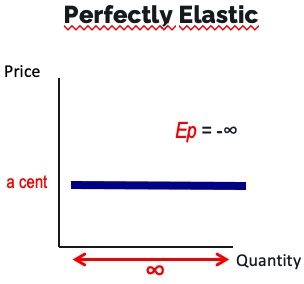 Perfectly Elastic
Price
Ep = -∞
a cent
Quantity
∞